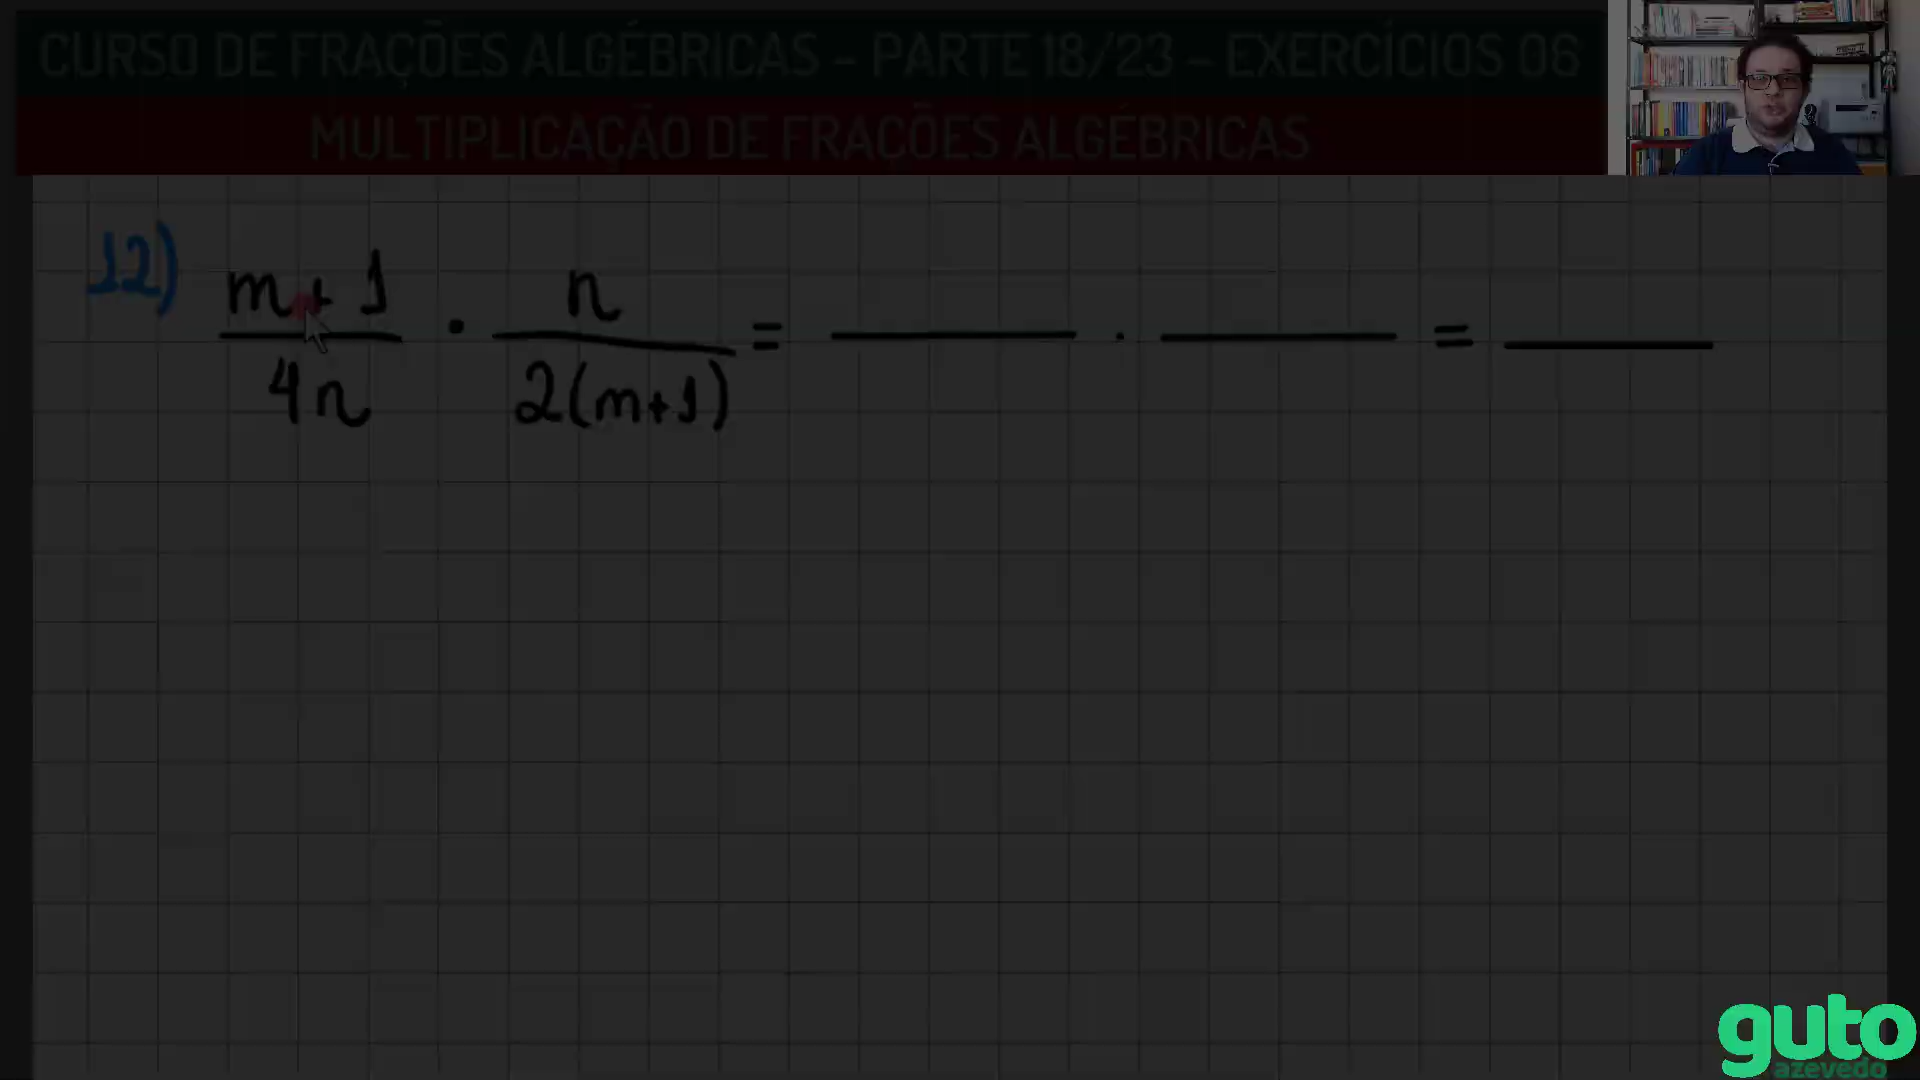 CURSO DE FRAÇÕES ALGÉBRICAS - PARTE 18/23 - EXERCÍCIOS 06
MULTIPLICAÇÃO DE FRAÇÕES ALGÉBRICAS
12) m+1 / 4n · n / 2(m+1) = ___ · ___ = ___
guto
azevedo